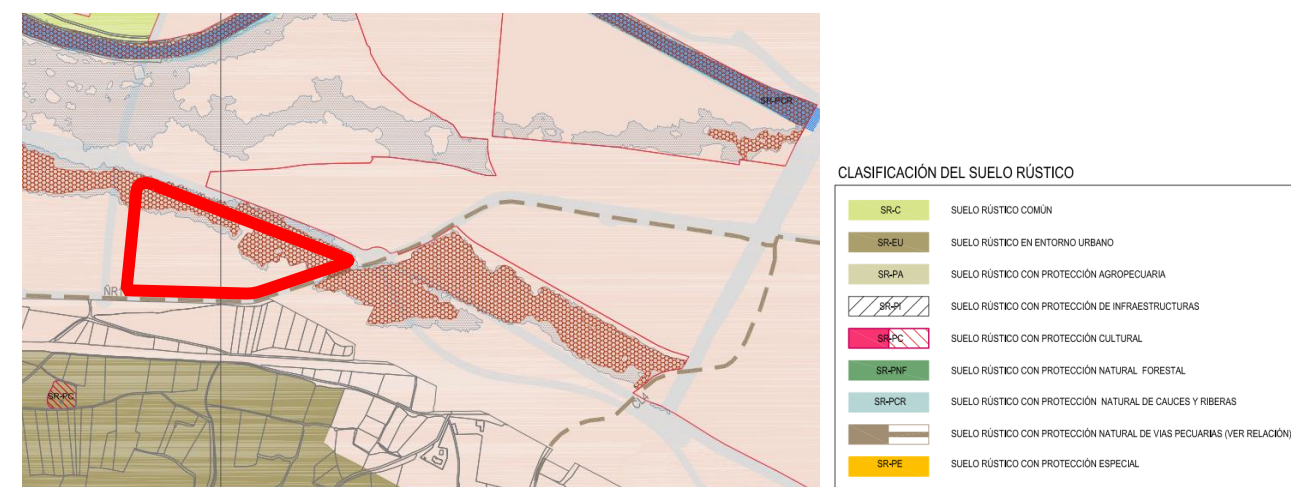 SR-PCR
SR-PC
CLASIFICACIÓN DEL SUELO RÚSTICO
SR-C SUELO RÚSTICO COMÚN
SR-EU SUELO RÚSTICO EN ENTORNO URBANO
SR-PA SUELO RÚSTICO CON PROTECCIÓN AGROPECUARIA
SR-PI SUELO RÚSTICO CON PROTECCIÓN DE INFRAESTRUCTURAS
SR-PC SUELO RÚSTICO CON PROTECCIÓN CULTURAL
SR-PNF SUELO RÚSTICO CON PROTECCIÓN NATURAL FORESTAL
SR-PCR SUELO RÚSTICO CON PROTECCIÓN NATURAL DE CAUCES Y RIBERAS
SUELO RÚSTICO CON PROTECCIÓN NATURAL DE VIAS PECUARIAS (VER RELACIÓN)
SR-PE SUELO RÚSTICO CON PROTECCIÓN ESPECIAL